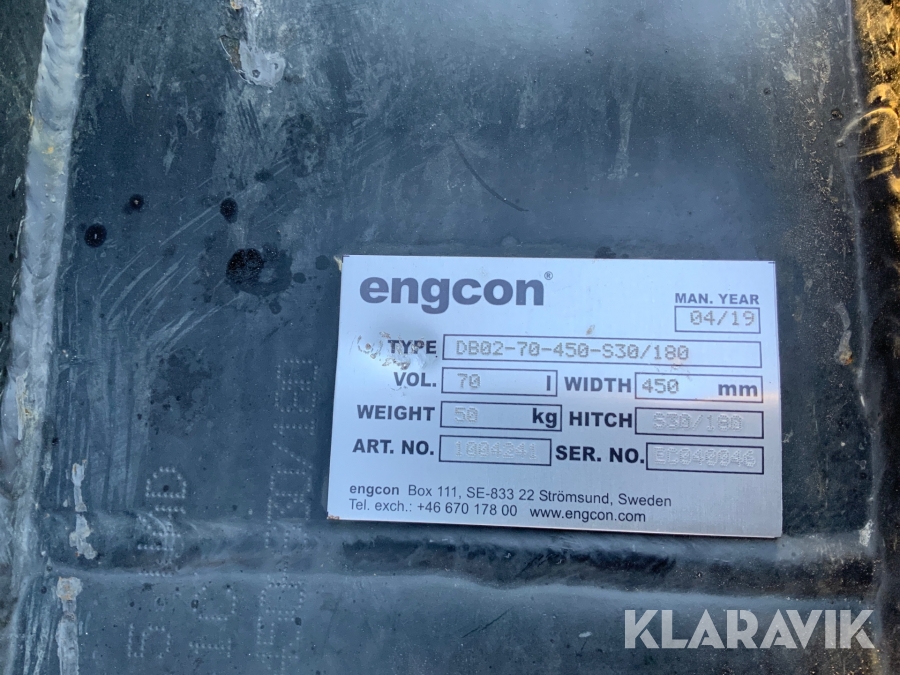 engcon®
MAN. YEAR
04/19
TYPE DB02-70-450-S30/180
VOL. 70 l WIDTH 450 mm
WEIGHT 50 kg HITCH S30/180
ART. NO. SER. NO.
engcon Box 111, SE-833 22 Strömsund, Sweden
Tel. exch.: +46 670 178 00 www.engcon.com
KLARAVIK